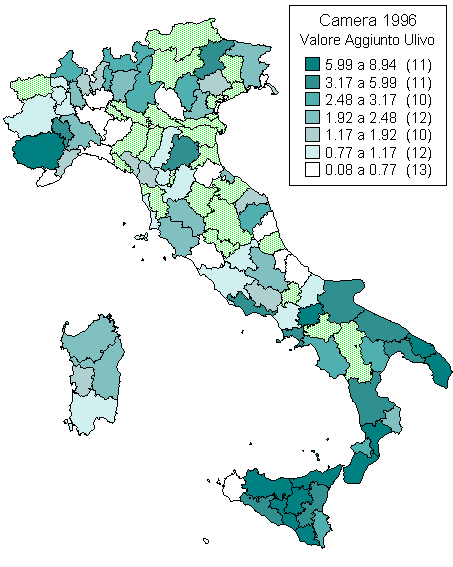 Camera 1996
Valore Aggiunto Ulivo
5.99 a 8.94 (11)
3.17 a 5.99 (11)
2.48 a 3.17 (10)
1.92 a 2.48 (12)
1.17 a 1.92 (10)
0.77 a 1.17 (12)
0.08 a 0.77 (13)